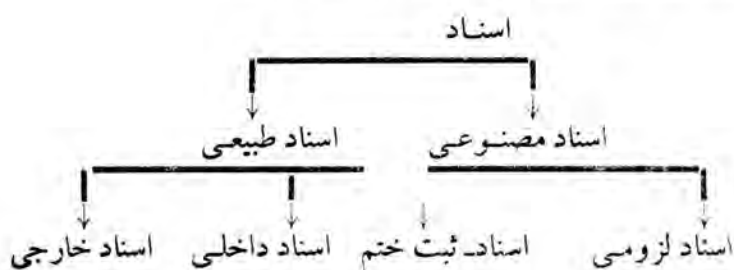 اسناد
اسناد مصنوعی اسناد طبیعی
اسناد لزومی اسناد ثبت ختم اسناد داخلی اسناد خارجی